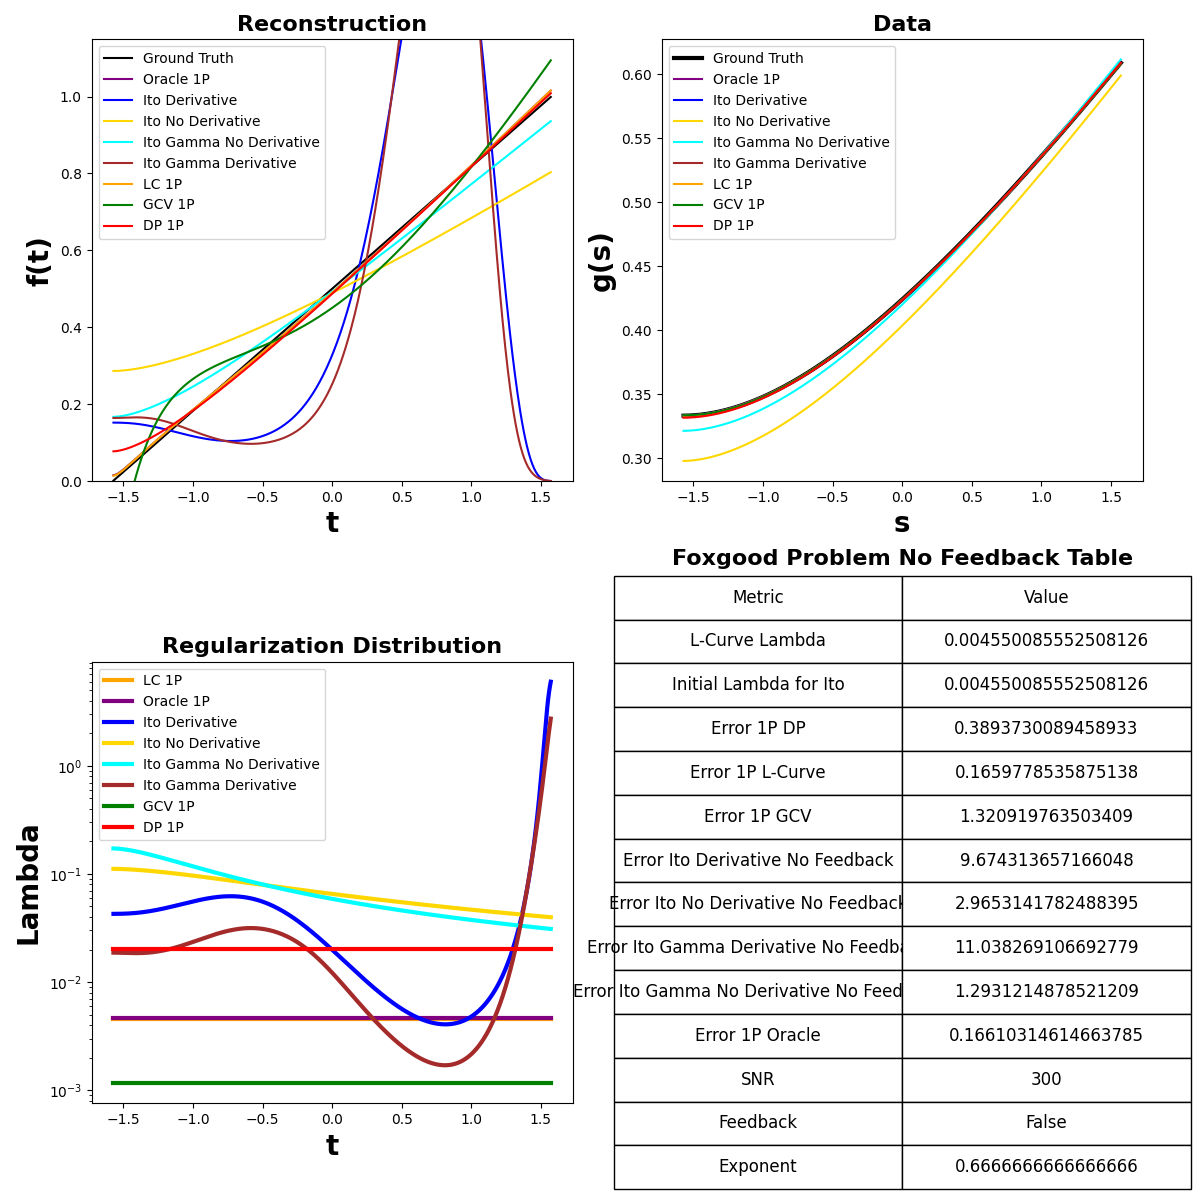 Reconstruction
f(t)
1.0
0.8
0.6
0.4
0.2
0.0
Ground Truth
Oracle 1P
Ito Derivative
Ito No Derivative
Ito Gamma No Derivative
Ito Gamma Derivative
LC 1P
GCV 1P
DP 1P
−1.5 −1.0 −0.5 0.0 0.5 1.0 1.5
t
Data
g(s)
0.60
0.55
0.50
0.45
0.40
0.35
0.30
Ground Truth
Oracle 1P
Ito Derivative
Ito No Derivative
Ito Gamma No Derivative
Ito Gamma Derivative
LC 1P
GCV 1P
DP 1P
−1.5 −1.0 −0.5 0.0 0.5 1.0 1.5
s
Regularization Distribution
Lambda
10⁰
10⁻¹
10⁻²
10⁻³
LC 1P
Oracle 1P
Ito Derivative
Ito No Derivative
Ito Gamma No Derivative
Ito Gamma Derivative
GCV 1P
DP 1P
−1.5 −1.0 −0.5 0.0 0.5 1.0 1.5
t
Foxgood Problem No Feedback Table
Metric Value
L-Curve Lambda 0.004550085552508126
Initial Lambda for Ito 0.004550085552508126
Error 1P DP 0.3893730089458933
Error 1P L-Curve 0.1659778535875138
Error 1P GCV 1.320919763503409
Error Ito Derivative No Feedback 9.674313657166048
Error Ito No Derivative No Feedback 2.9653141782488395
Error Ito Gamma Derivative No Feedba 11.038269106692779
Error Ito Gamma No Derivative No Feed 1.2931214878521209
Error 1P Oracle 0.16610314614663785
SNR 300
Feedback False
Exponent 0.6666666666666666